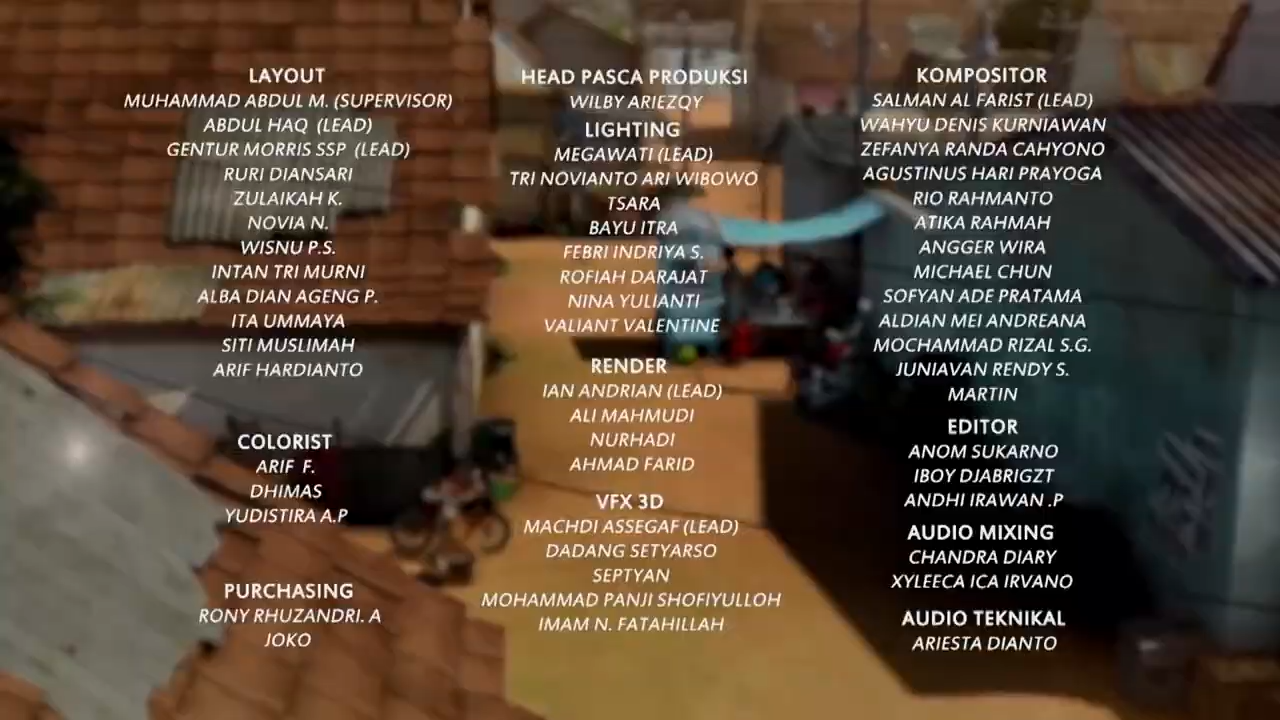 LAYOUT
MUHAMMAD ABDUL M. (SUPERVISOR)
ABDUL HAQ (LEAD)
GENTUR MORRIS SSP (LEAD)
RURI DIANSARI
ZULAIKAH K.
NOVIA N.
WISNU P.S.
INTAN TRI MURNI
ALBA DIAN AGENG P.
ITA UMMAYA
SITI MUSLIMAH
ARIF HARDIANTO
COLORIST
ARIF F.
DHIMAS
YUDISTIRA A.P
PURCHASING
RONY RHUZANDRI. A
JOKO
HEAD PASCA PRODUKSI
WILBY ARIEZQY
LIGHTING
MEGAWATI (LEAD)
TRI NOVIANTO ARI WIBOWO
TSARA
BAYU ITRA
FEBRI INDRIYA S.
ROFIAH DARAJAT
NINA YULIANTI
VALIANT VALENTINE
RENDER
IAN ANDRIAN (LEAD)
ALI MAHMUDI
NURHADI
AHMAD FARID
VFX 3D
MACHDI ASSEGAF (LEAD)
DADANG SETYARSO
SEPTYAN
MOHAMMAD PANJI SHOFIYULLOH
IMAM N. FATAHILLAH
KOMPOSITOR
SALMAN AL FARIST (LEAD)
WAHYU DENIS KURNIAWAN
ZEFANYA RANDA CAHYONO
AGUSTINUS HARI PRAYOGA
RIO RAHMANTO
ATIKA RAHMAH
ANGGER WIRA
MICHAEL CHUN
SOFYAN ADE PRATAMA
ALDIAN MEI ANDREANA
MOCHAMMAD RIZAL S.G.
JUNIAVAN RENDY S.
MARTIN
EDITOR
ANOM SUKARNO
IBOY DJABRIGZT
ANDHI IRAWAN .P
AUDIO MIXING
CHANDRA DIARY
XYLEECA ICA IRVANO
AUDIO TEKNIKAL
ARIESTA DIANTO